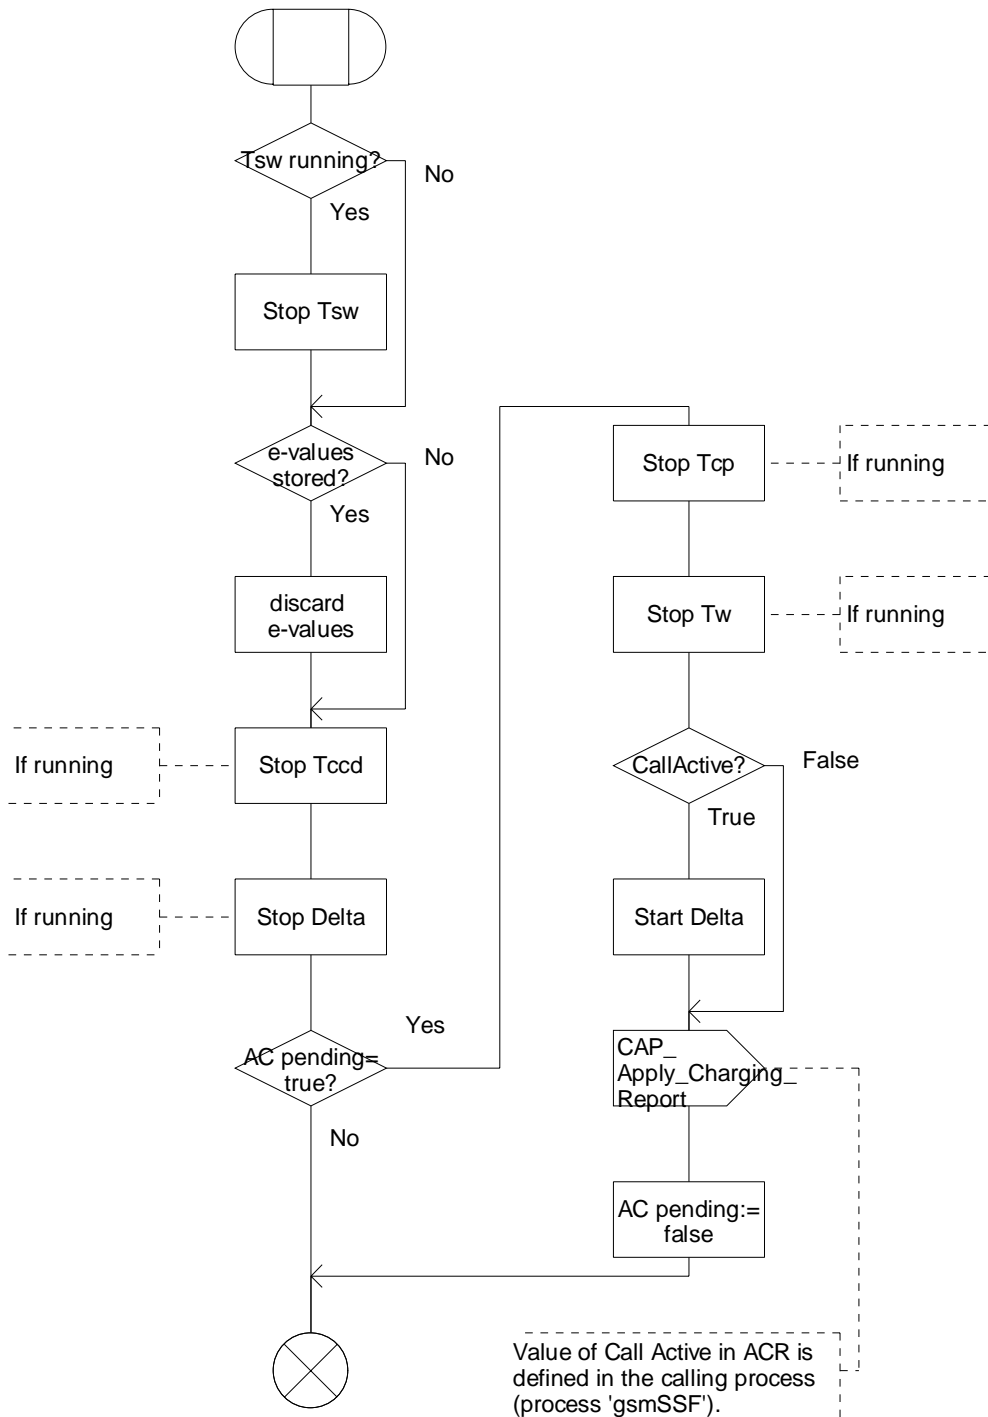 Tsw running?
No
Yes
Stop Tsw
e-values
stored?
No
Yes
discard
e-values
If running
Stop Tccd
If running
Stop Delta
AC pending=
true?
Yes
No
Stop Tcp
If running
Stop Tw
If running
CallActive?
False
True
Start Delta
CAP_
Apply_Charging_
Report
AC pending:=
false
Value of Call Active in ACR is
defined in the calling process
(process 'gsmSSF').